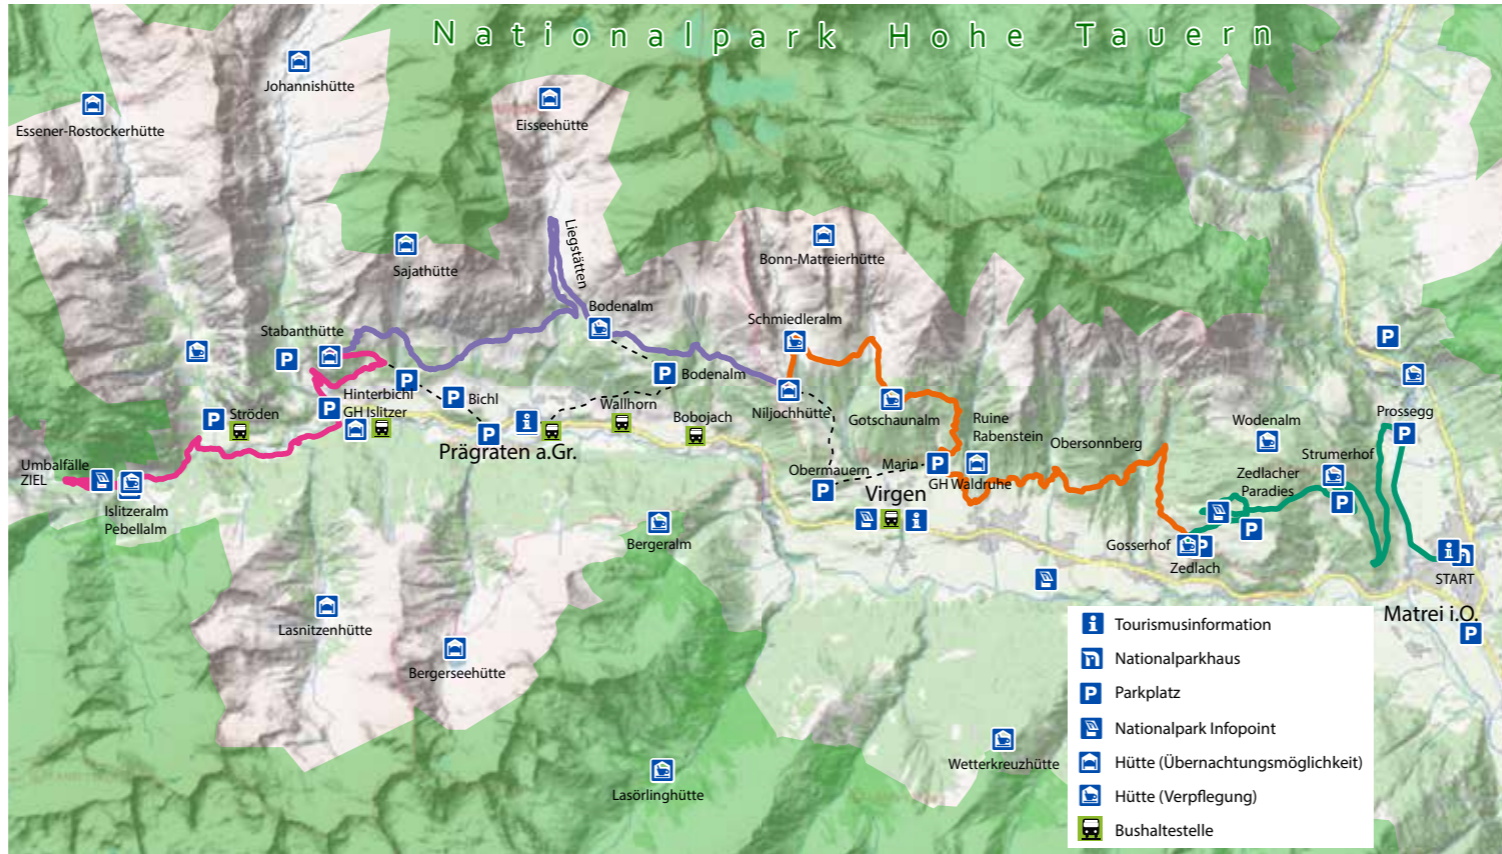 Nationalpark Hohe Tauern
Johannishütte
Essener-Rostockerhütte
Eisseehütte
Liegstätten
Sajathütte
Bonn-Matreierhütte
Bodenalm
Schmiedleralm
Stabanthütte
Bodenalm
Hinterbichl
GH Islitzer
Bichl
Wallhorn
Bobojach
Niljochhütte
Gotschaunalm
Ruine
Rabenstein
Obersonnberg
Wodenalm
Prossegg
Ströden
Prägraten a.Gr.
Umbalfälle
ZIEL
Islitzeralm
Pebellalm
Obermauern
Marin
GH Waldruhe
Virgen
Zedlacher
Paradies
Strumerhof
Bergeralm
Gosserhof
Zedlach
START
Matrei i.O.
Lasnitzenhütte
Bergerseehütte
Wetterkreuzhütte
Lasörlinghütte
Tourismusinformation
Nationalparkhaus
P Parkplatz
Nationalpark Infopoint
Hütte (Übernachtungsmöglichkeit)
Hütte (Verpflegung)
Bushaltestelle